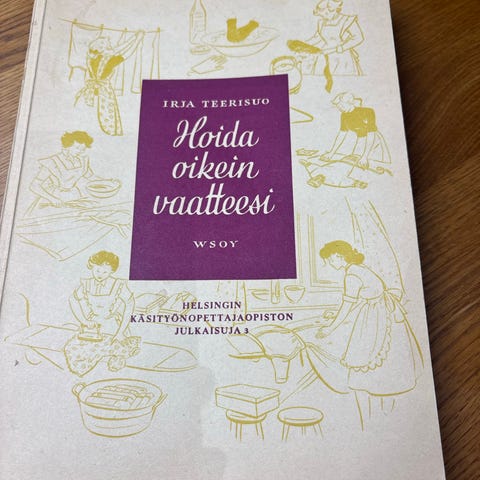 IRJA TEERISUO
Hoida
oikein
vaatteesi
WSOY
HELSINGIN
KÄSITYÖNOPETTAJAOPISTON
JULKAISUJA 3